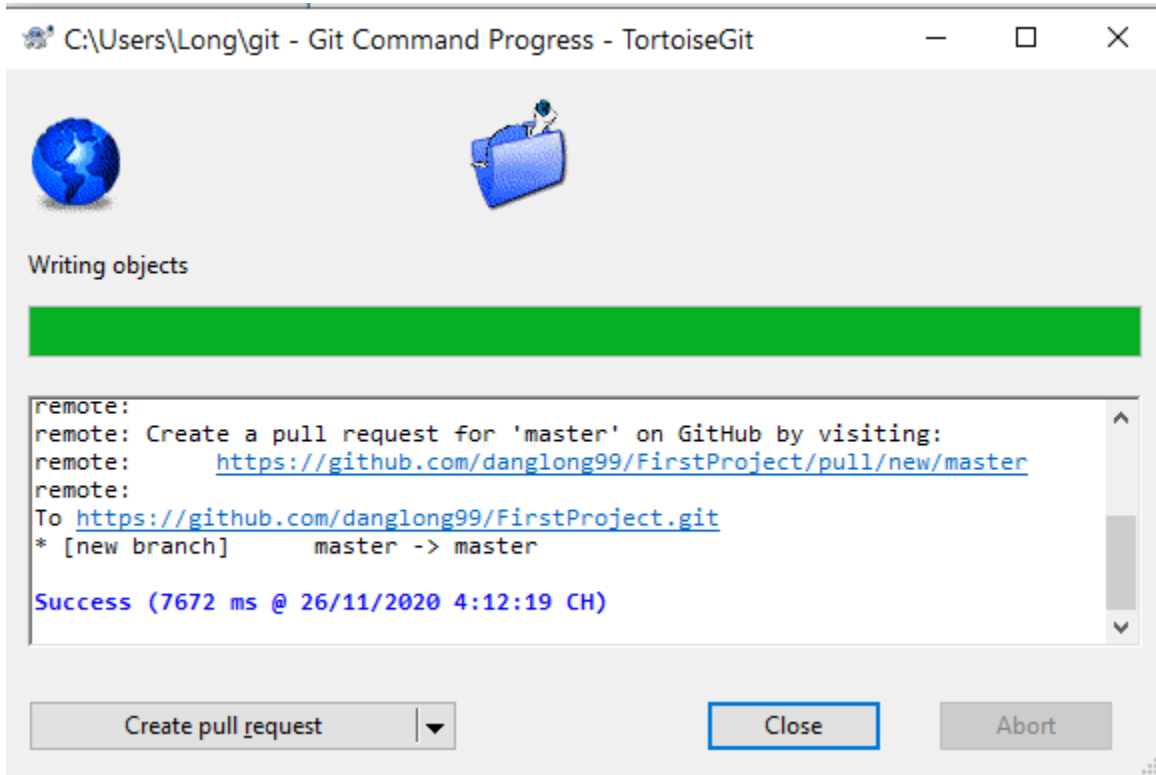 C:\Users\Long\git - Git Command Progress - TortoiseGit
Writing objects
remote:
remote: Create a pull request for 'master' on GitHub by visiting:
remote:      https://github.com/danglong99/FirstProject/pull/new/master
remote:
To https://github.com/danglong99/FirstProject.git
* [new branch]      master -> master
Success (7672 ms @ 26/11/2020 4:12:19 CH)
Create pull request
Close
Abort